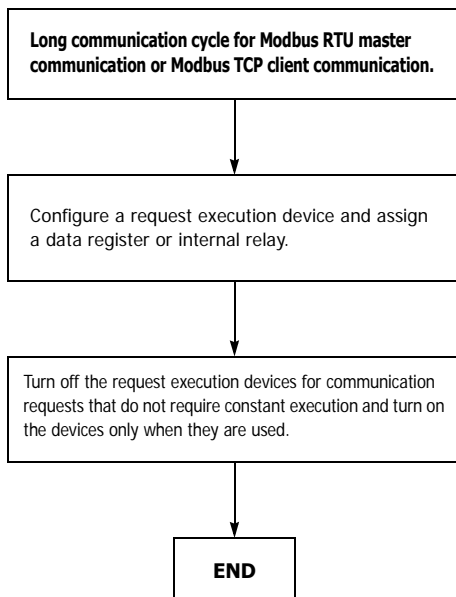 Long communication cycle for Modbus RTU master
communication or Modbus TCP client communication.
Configure a request execution device and assign
a data register or internal relay.
Turn off the request execution devices for communication
requests that do not require constant execution and turn on
the devices only when they are used.
END